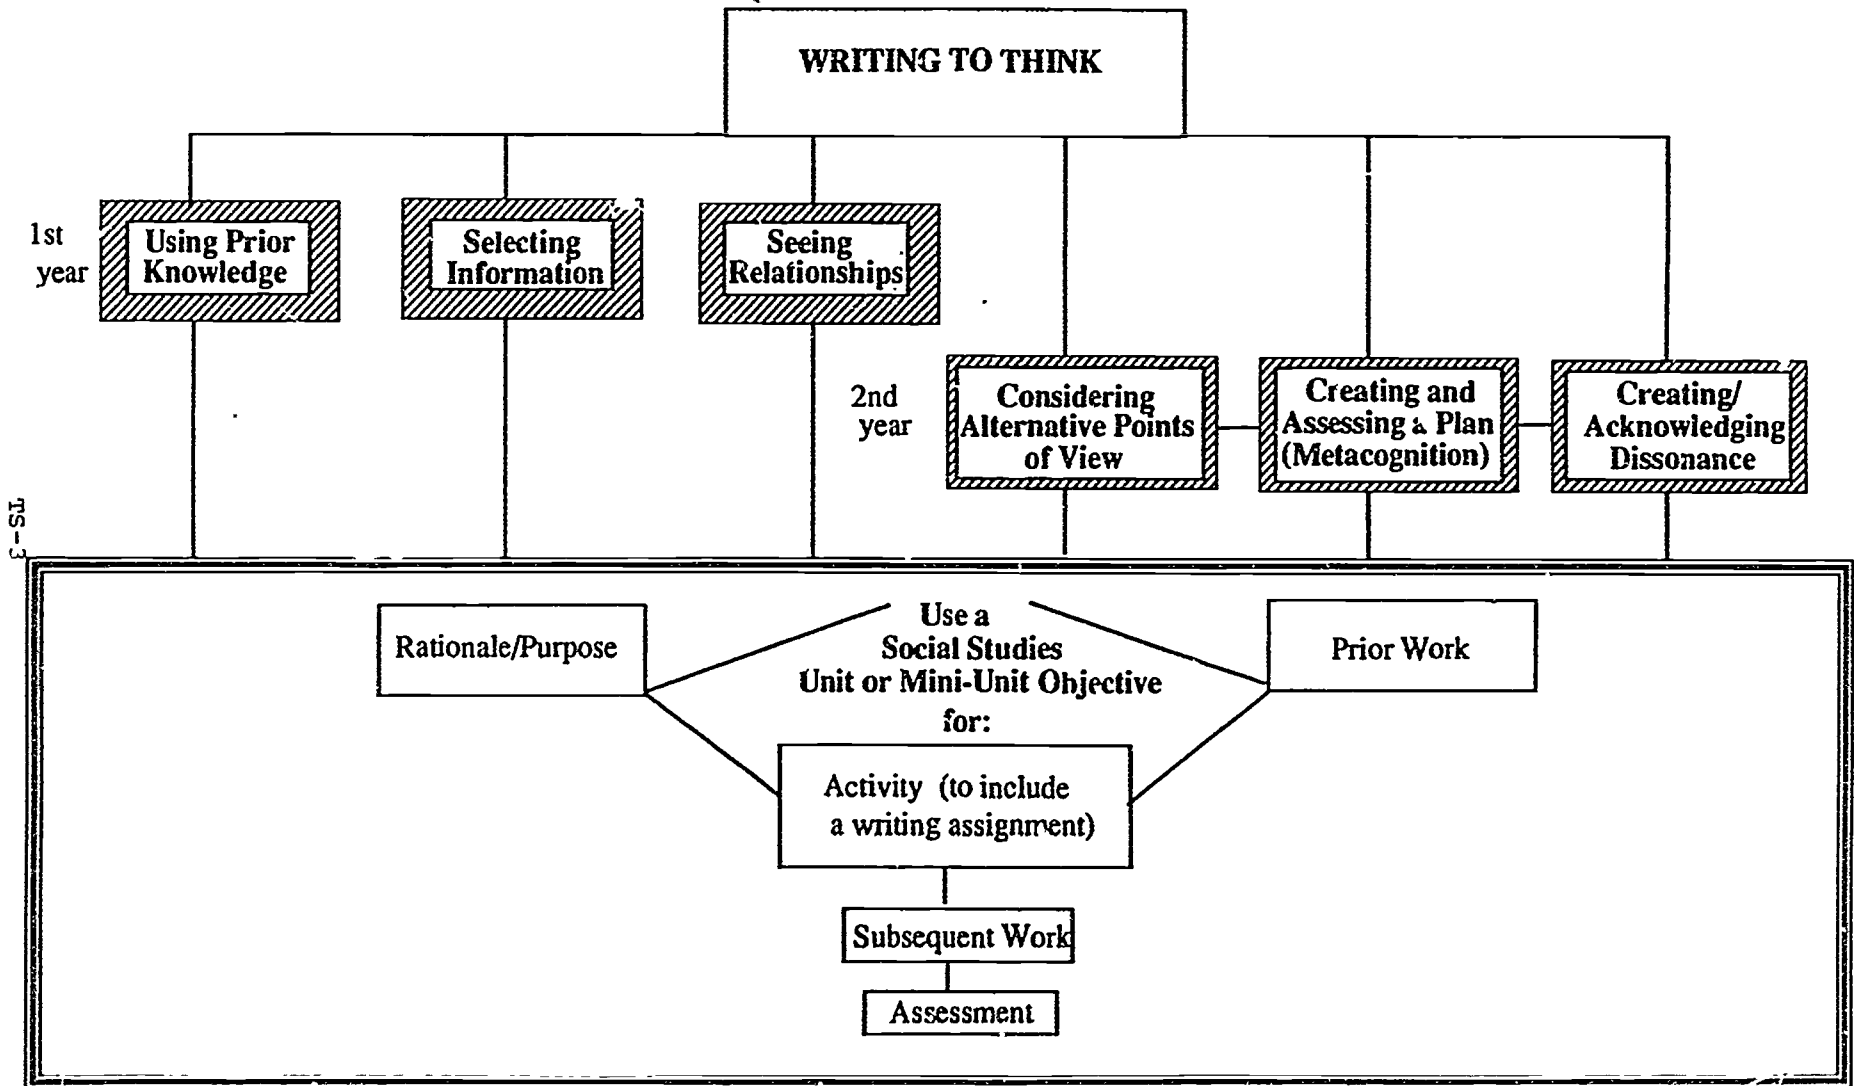 WRITING TO THINK
1st
year
Using Prior
Knowledge
Selecting
Information
Seeing
Relationships
2nd
year
Considering
Alternative Points
of View
Creating and
Assessing a Plan
(Metacognition)
Creating/
Acknowledging
Dissonance
TS-3
Rationale/Purpose
Use a
Social Studies
Unit or Mini-Unit Objective
for:
Prior Work
Activity (to include
a writing assignment)
Subsequent Work
Assessment